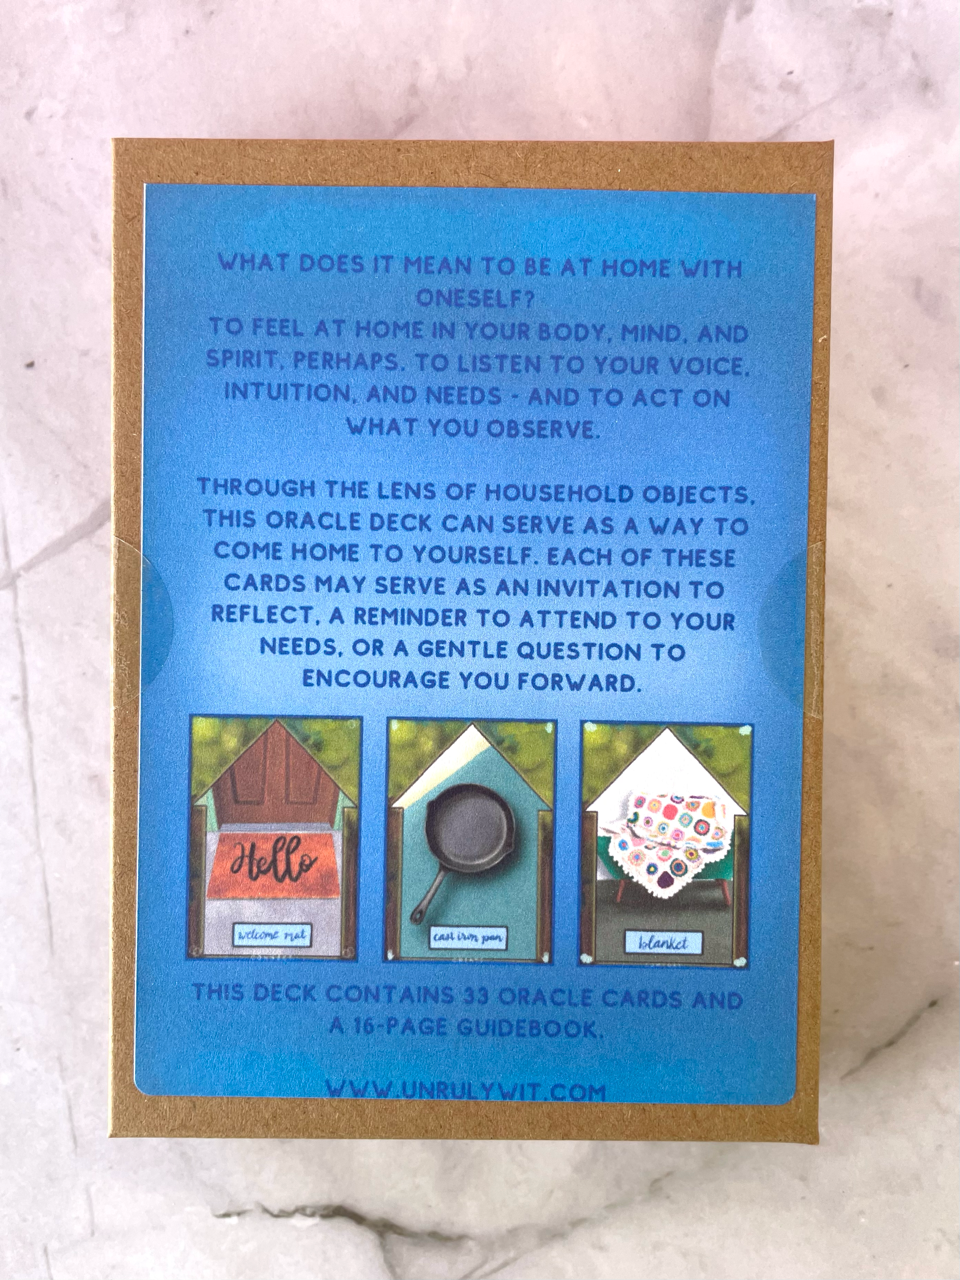 WHAT DOES IT MEAN TO BE AT HOME WITH
ONESELF?
TO FEEL AT HOME IN YOUR BODY, MIND, AND
SPIRIT, PERHAPS. TO LISTEN TO YOUR VOICE,
INTUITION, AND NEEDS - AND TO ACT ON
WHAT YOU OBSERVE.
THROUGH THE LENS OF HOUSEHOLD OBJECTS,
THIS ORACLE DECK CAN SERVE AS A WAY TO
COME HOME TO YOURSELF. EACH OF THESE
CARDS MAY SERVE AS AN INVITATION TO
REFLECT, A REMINDER TO ATTEND TO YOUR
NEEDS, OR A GENTLE QUESTION TO
ENCOURAGE YOU FORWARD.
Hello
welcome mat
cast iron pan
blanket
THIS DECK CONTAINS 33 ORACLE CARDS AND
A 16-PAGE GUIDEBOOK.
WWW.UNRULYWIT.COM